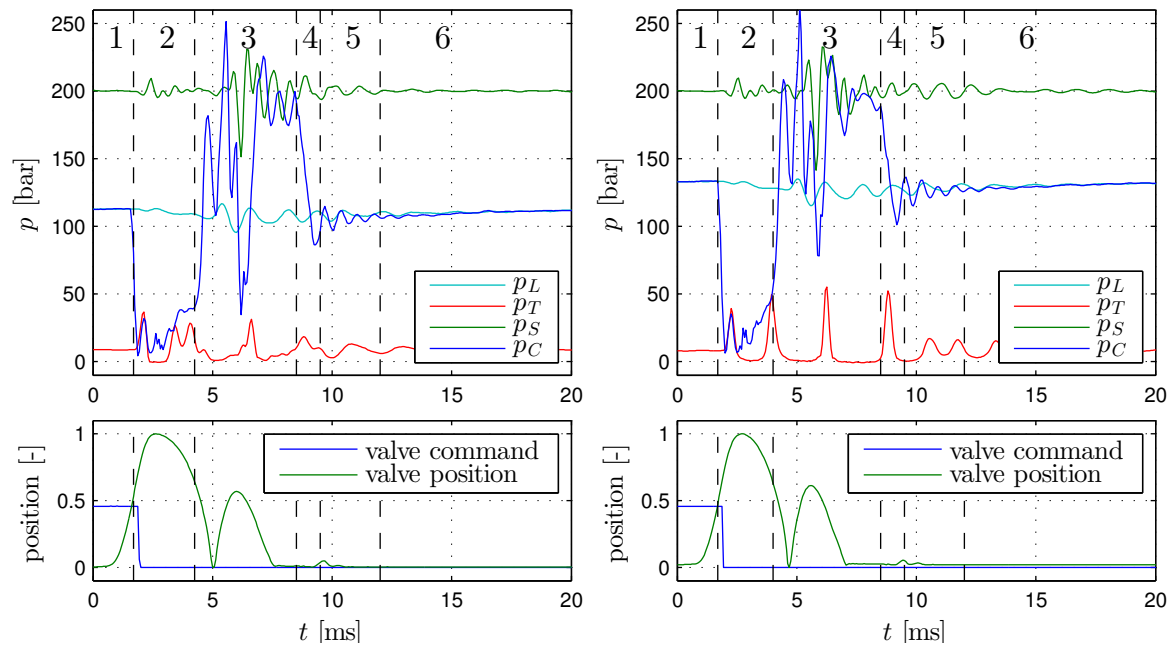 1 2 3 4 5 6
200
150
100
50
0
p [bar]
p_L
p_T
p_S
p_C
0 5 10 15 20
1
0.5
0
position [-]
valve command
valve position
0 5 10 15 20
t [ms]
1 2 3 4 5 6
250
200
150
100
50
0
p [bar]
p_L
p_T
p_S
p_C
0 5 10 15 20
1
0.5
0
position [-]
valve command
valve position
0 5 10 15 20
t [ms]